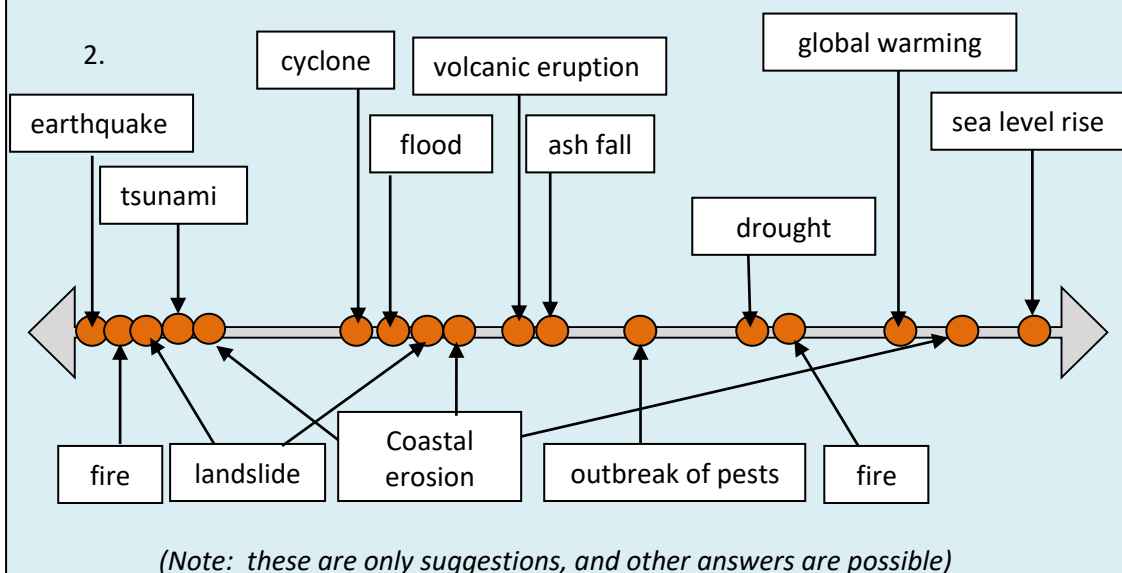 2.
cyclone
volcanic eruption
global warming
earthquake
flood
ash fall
sea level rise
tsunami
drought
fire
landslide
Coastal
erosion
outbreak of pests
fire
(Note: these are only suggestions, and other answers are possible)